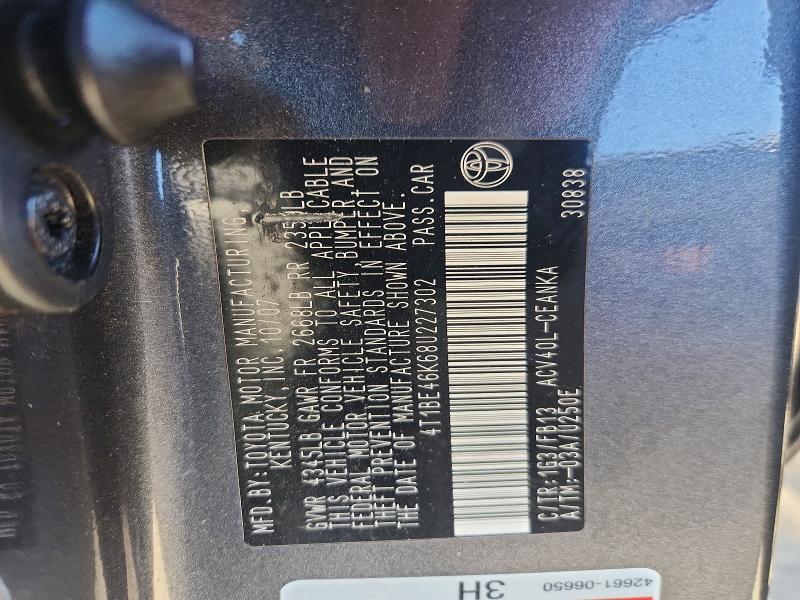 MFD.BY:TOYOTA MOTOR MANUFACTURING,
KENTUCKY, INC. 10/07
GVWR 4345LB GAWR FR 2668LB RR LB
THIS VEHICLE CONFORMS TO ALL APPLICABLE
FEDERAL MOTOR VEHICLE SAFETY, BUMPER, AND
THEFT PREVENTION STANDARDS IN EFFECT ON
THE DATE OF MANUFACTURE SHOWN ABOVE.
4T1BE46K68U227302 PASS.CAR
C/TR:1G3/FB13 ACV40L-CEANKA
A/TM:-03A/U250E 30838
42661-06650
3H